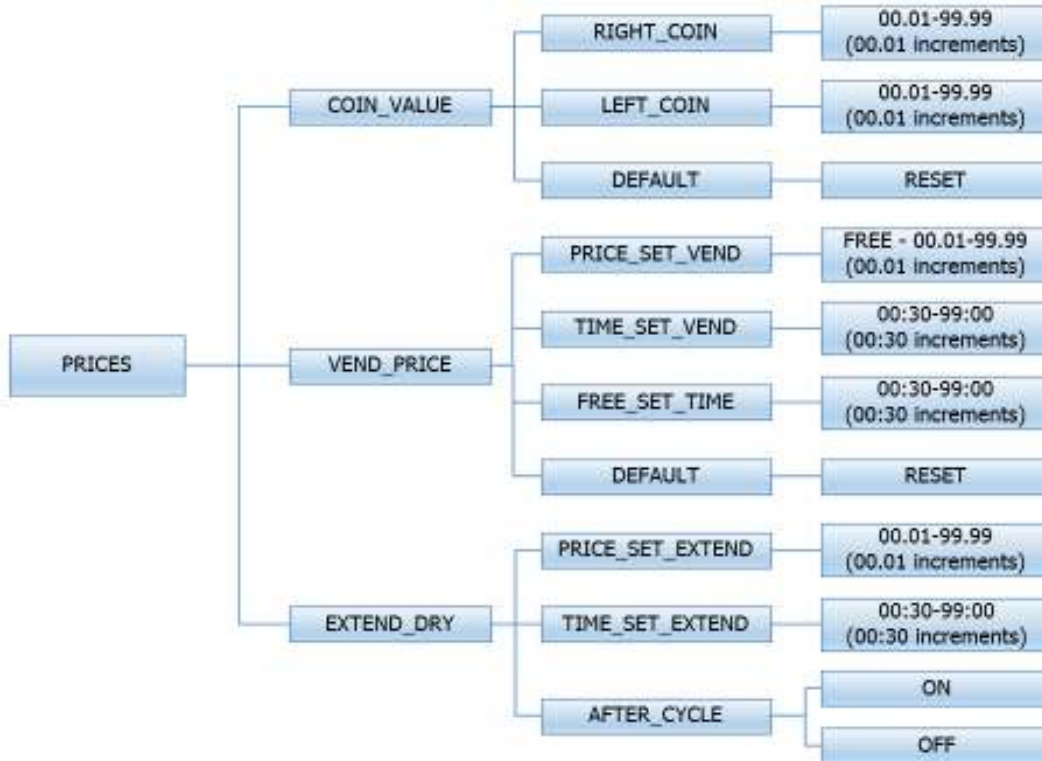 PRICES
COIN_VALUE
RIGHT_COIN
00.01-99.99
(00.01 increments)
LEFT_COIN
00.01-99.99
(00.01 increments)
DEFAULT
RESET
VEND_PRICE
PRICE_SET_VEND
FREE - 00.01-99.99
(00.01 increments)
TIME_SET_VEND
00:30-99:00
(00:30 increments)
FREE_SET_TIME
00:30-99:00
(00:30 increments)
DEFAULT
RESET
EXTEND_DRY
PRICE_SET_EXTEND
00.01-99.99
(00.01 increments)
TIME_SET_EXTEND
00:30-99:00
(00:30 increments)
AFTER_CYCLE
ON
OFF